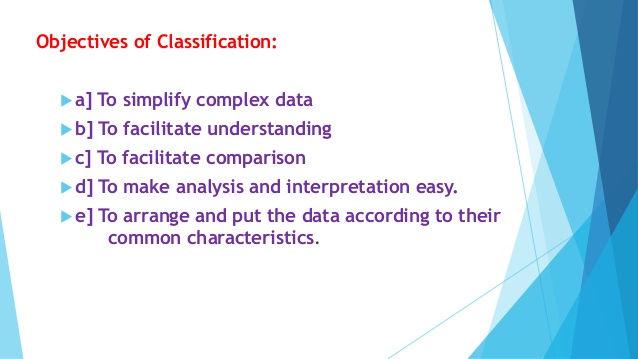 Objectives of Classification:
a] To simplify complex data
b] To facilitate understanding
c] To facilitate comparison
d] To make analysis and interpretation easy.
e] To arrange and put the data according to their
common characteristics.